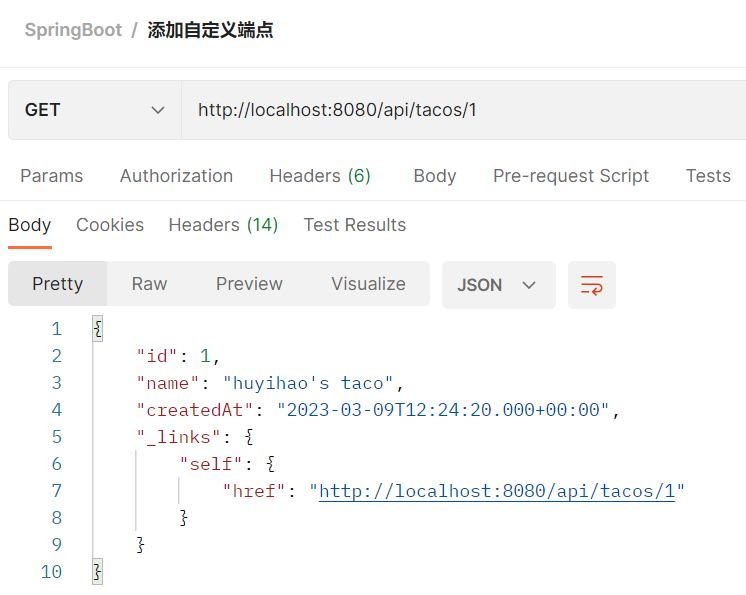 SpringBoot / 添加自定义端点
GET http://localhost:8080/api/tacos/1
Params Authorization Headers (6) Body Pre-request Script Tests
Body Cookies Headers (14) Test Results
Pretty Raw Preview Visualize JSON
1 {
2 "id": 1,
3 "name": "huyihao's taco",
4 "createdAt": "2023-03-09T12:24:20.000+00:00",
5 "_links": {
6 "self": {
7 "href": "http://localhost:8080/api/tacos/1"
8 }
9 }
10 }